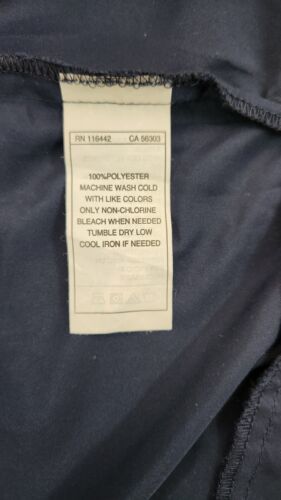 RN 116442 CA 56303
100%POLYESTER
MACHINE WASH COLD
WITH LIKE COLORS
ONLY NON-CHLORINE
BLEACH WHEN NEEDED
TUMBLE DRY LOW
COOL IRON IF NEEDED